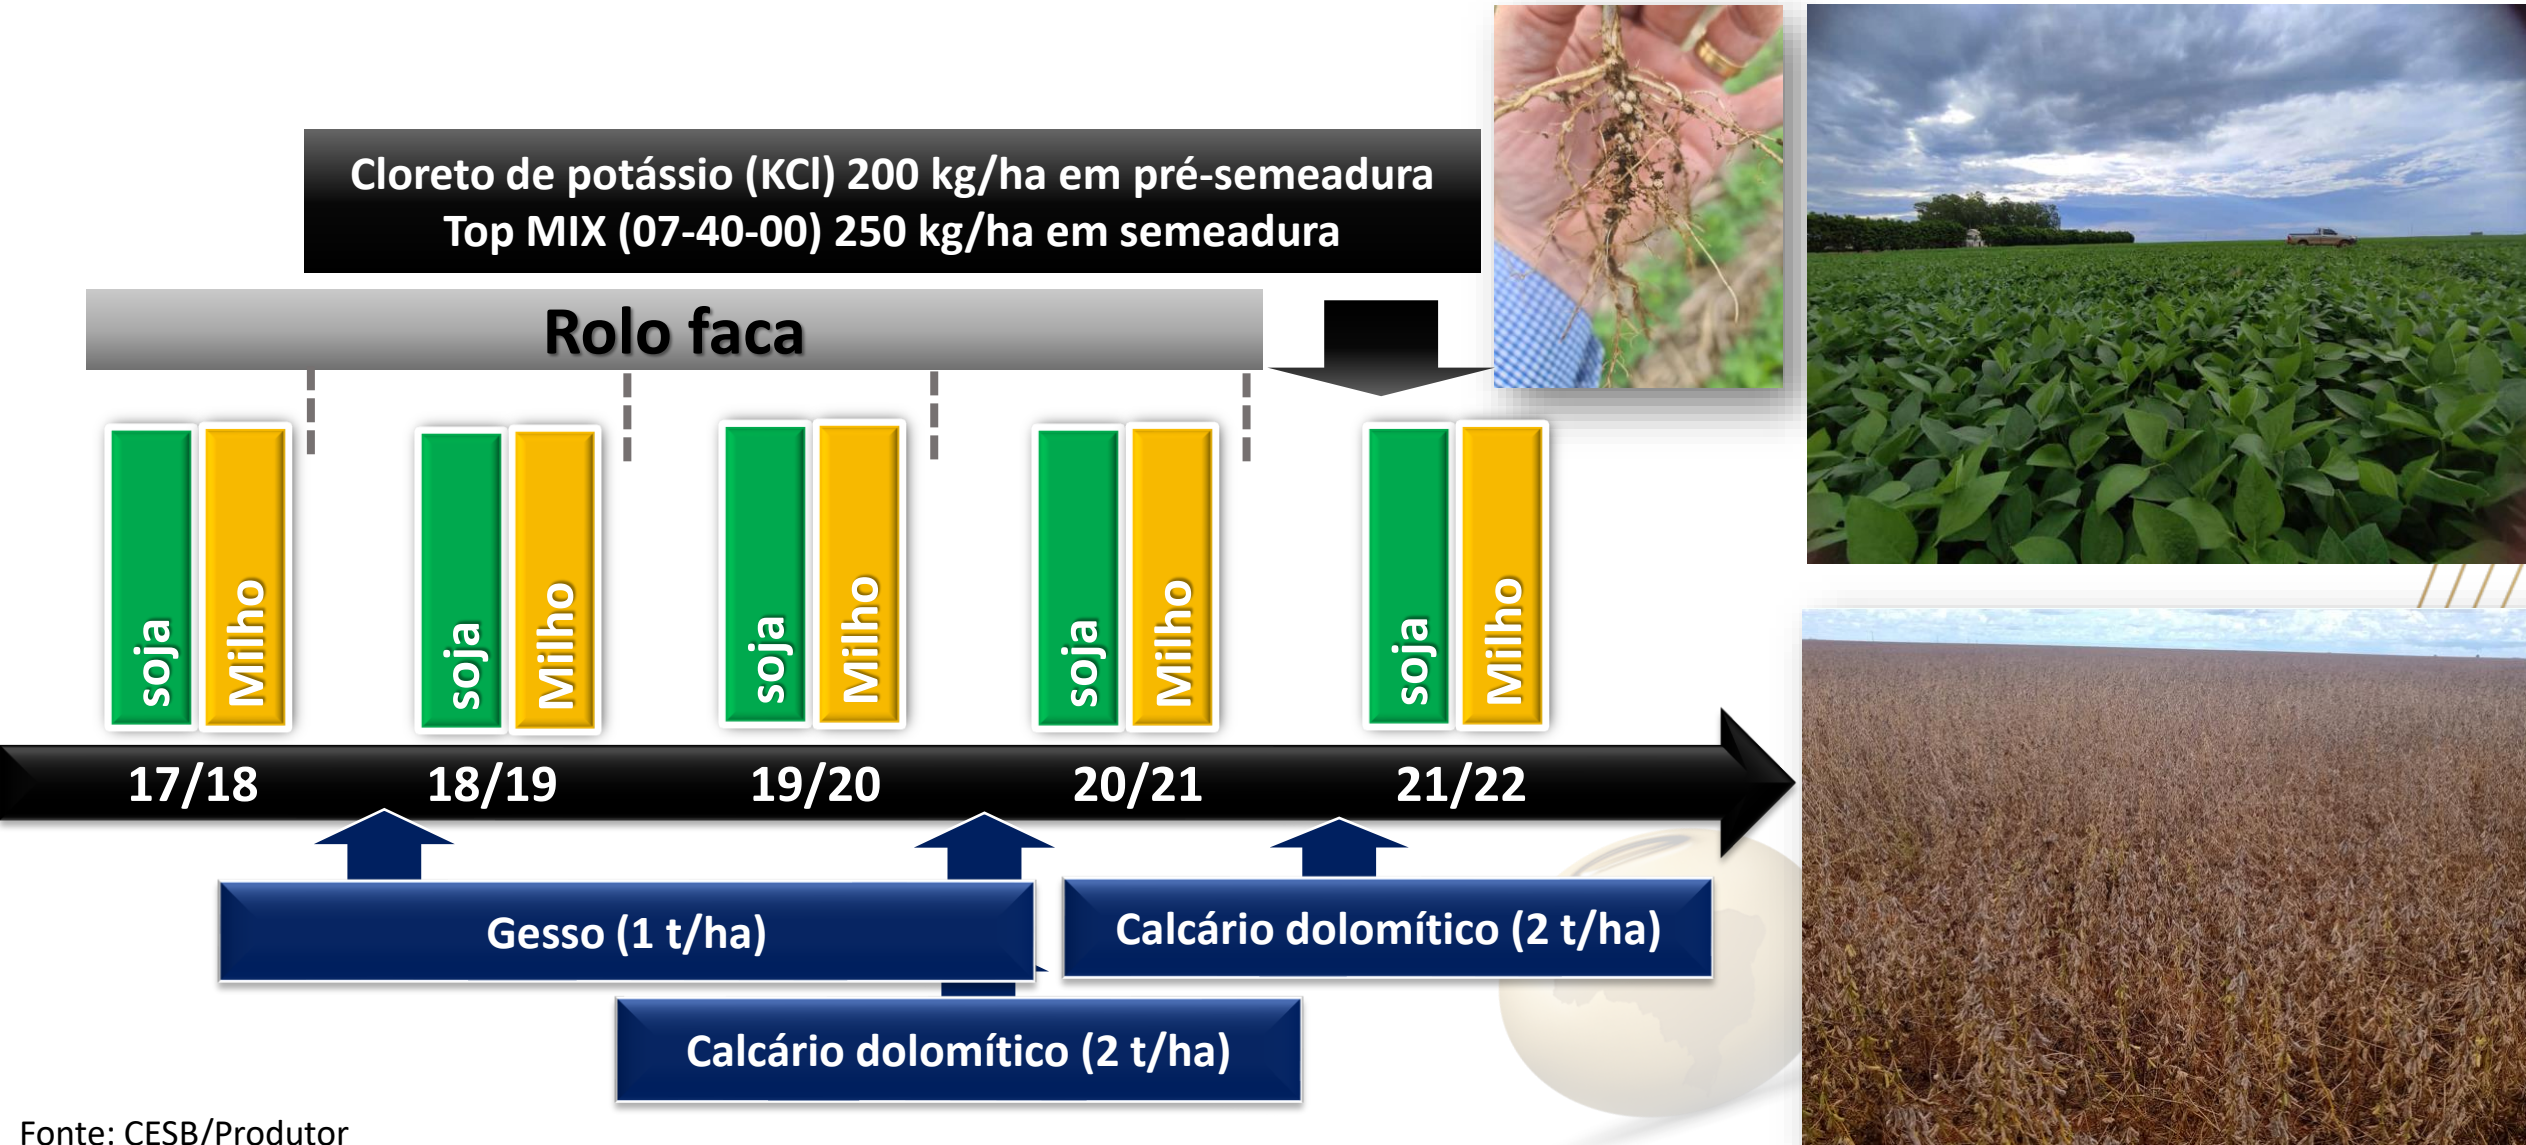 Cloreto de potássio (KCl) 200 kg/ha em pré-semeadura
Top MIX (07-40-00) 250 kg/ha em semeadura
Rolo faca
soja
Milho
soja
Milho
soja
Milho
soja
Milho
soja
Milho
17/18
18/19
19/20
20/21
21/22
Gesso (1 t/ha)
Calcário dolomítico (2 t/ha)
Calcário dolomítico (2 t/ha)
Fonte: CESB/Produtor